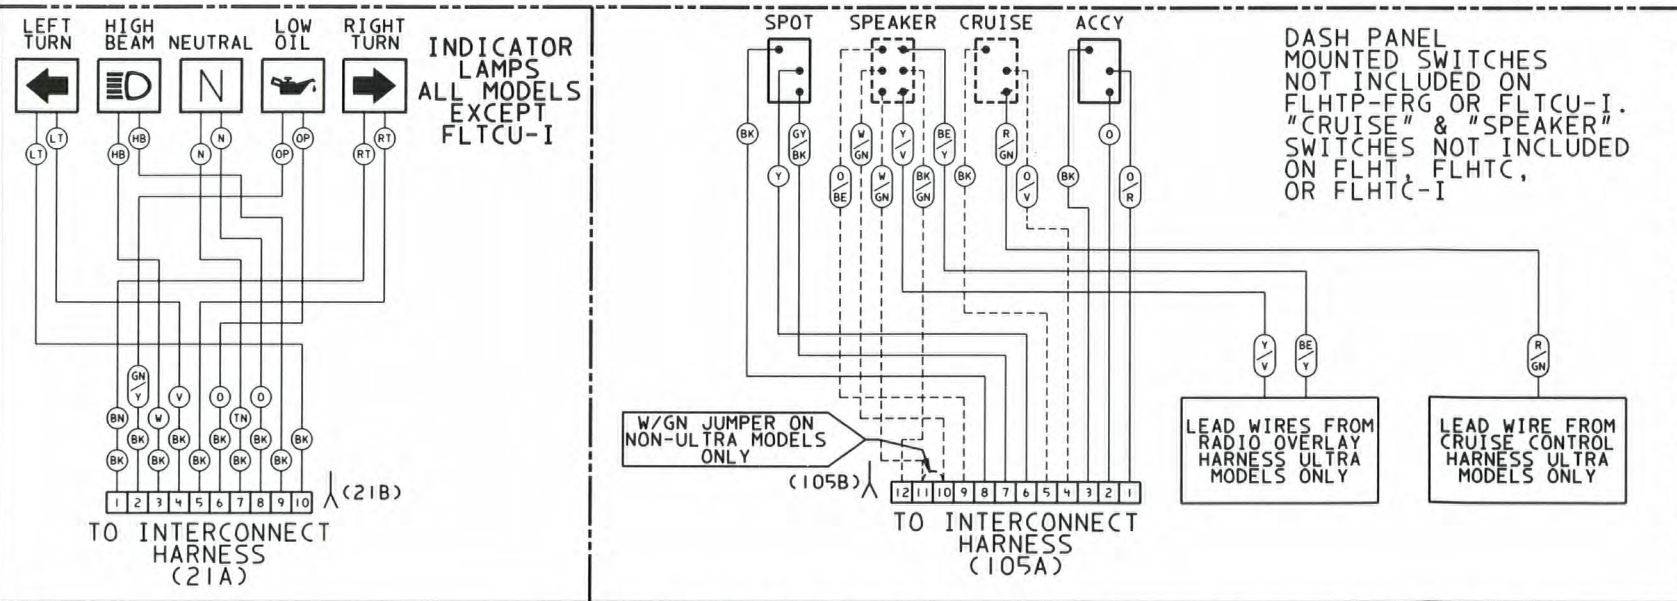 LEFT
TURN
HIGH
BEAM
NEUTRAL
LOW
OIL
RIGHT
TURN
INDICATOR
LAMPS
ALL MODELS
EXCEPT
FLTCU-I
N
LT
LT
HB
HB
N
N
OP
OP
RT
RT
GN/Y
V
O
O
BN
W
TN
BK
BK
BK
BK
BK
BK
BK
BK
BK
BK
1 2 3 4 5 6 7 8 9 10
(21B)
TO INTERCONNECT
HARNESS
(21A)
SPOT
SPEAKER
CRUISE
ACCY
BK
GY/BK
W/GN
Y/V
BE/Y
R/GN
O
Y
O/BE
W/GN
BK/GN
BK
O/V
BK
O/R
DASH PANEL
MOUNTED SWITCHES
NOT INCLUDED ON
FLHTP-FRG OR FLTCU-I.
"CRUISE" & "SPEAKER"
SWITCHES NOT INCLUDED
ON FLHT, FLHTC,
OR FLHTC-I
Y/V
BE/Y
R/GN
W/GN JUMPER ON
NON-ULTRA MODELS
ONLY
LEAD WIRES FROM
RADIO OVERLAY
HARNESS ULTRA
MODELS ONLY
LEAD WIRE FROM
CRUISE CONTROL
HARNESS ULTRA
MODELS ONLY
(105B)
12 11 10 9 8 7 6 5 4 3 2 1
TO INTERCONNECT
HARNESS
(105A)